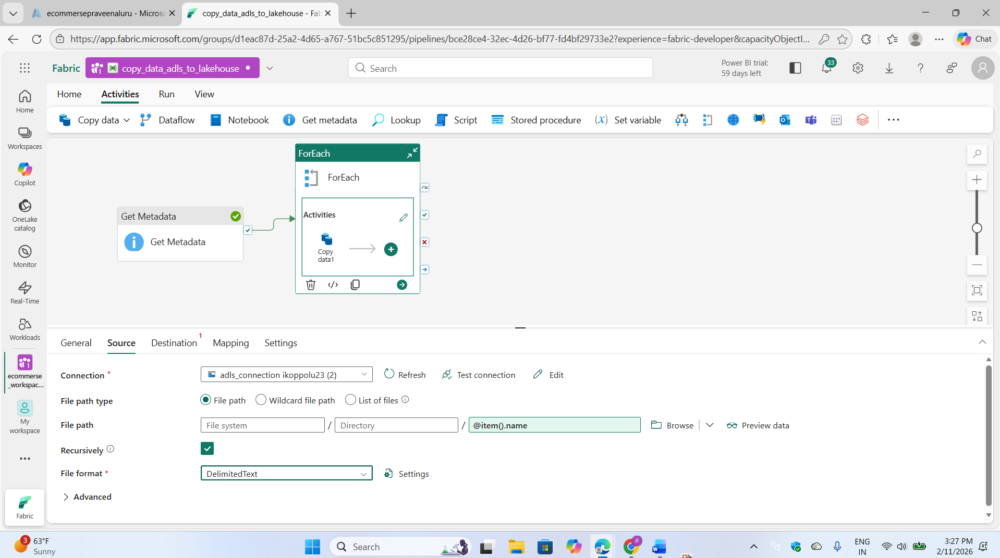 ecommersepraveenaluru - Microso
copy_data_adls_to_lakehouse - Fab
https://app.fabric.microsoft.com/groups/d1eac87d-25a2-4d65-a767-51bc5c851295/pipelines/bce28ce4-32ec-4d26-bf77-fd4bf29733e2?experience=fabric-developer&capacityObjectI...
Chat
Fabric
1
copy_data_adls_to_lakehouse
Search
Power BI trial:
59 days left
33
Home
Activities
Run
View
Copy data
Dataflow
Notebook
Get metadata
Lookup
Script
Stored procedure
(x) Set variable
Home
Workspaces
Copilot
OneLake
catalog
Monitor
Real-Time
Workloads
1
ecommerse
_workspac...
My
workspace
Fabric
Get Metadata
Get Metadata
ForEach
ForEach
Activities
Copy
data1
General
Source
Destination 1
Mapping
Settings
Connection *
adls_connection ikoppolu23 (2)
Refresh
Test connection
Edit
File path type
File path
Wildcard file path
List of files
File path
File system / Directory / @item().name
Browse
Preview data
Recursively
File format *
DelimitedText
Settings
Advanced
3
63°F
Sunny
Search
P
W
ENG
IN
3:27 PM
2/11/2026